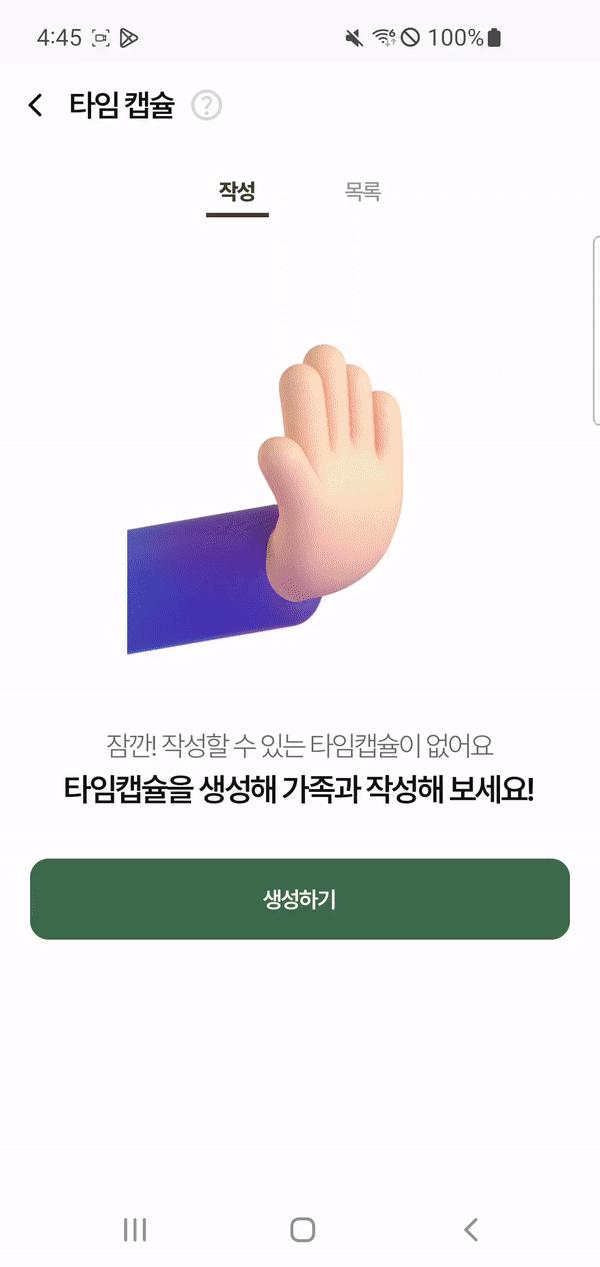 4:45 100%
타임 캡슐 ?
작성 목록
잠깐! 작성할 수 있는 타임캡슐이 없어요
타임캡슐을 생성해 가족과 작성해 보세요!
생성하기